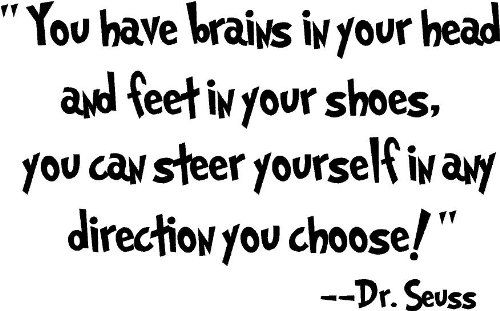 "You have brains in your head
and feet in your shoes,
you can steer yourself in any
direction you choose!"
--Dr. Seuss